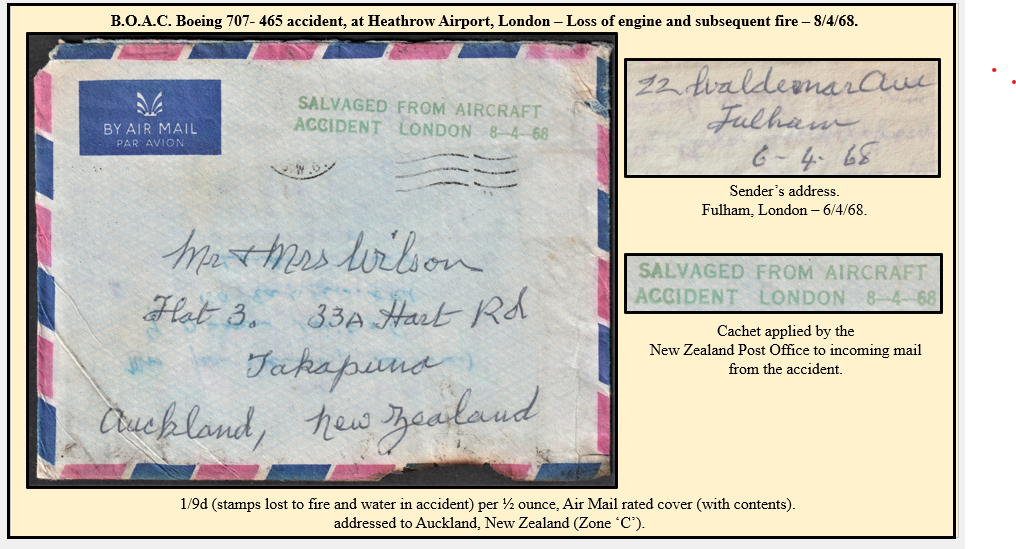 B.O.A.C. Boeing 707- 465 accident, at Heathrow Airport, London – Loss of engine and subsequent fire – 8/4/68.
BY AIR MAIL
PAR AVION
SALVAGED FROM AIRCRAFT
ACCIDENT LONDON 8-4-68
Mr & Mrs Wilson
Flat 3. 33A Hart Rd
Takapuna
Auckland, New Zealand
22 Waldemar Ave
Fulham
6-4-68
Sender's address.
Fulham, London – 6/4/68.
SALVAGED FROM AIRCRAFT
ACCIDENT LONDON 8-4-68
Cachet applied by the
New Zealand Post Office to incoming mail
from the accident.
1/9d (stamps lost to fire and water in accident) per ½ ounce, Air Mail rated cover (with contents).
addressed to Auckland, New Zealand (Zone 'C').